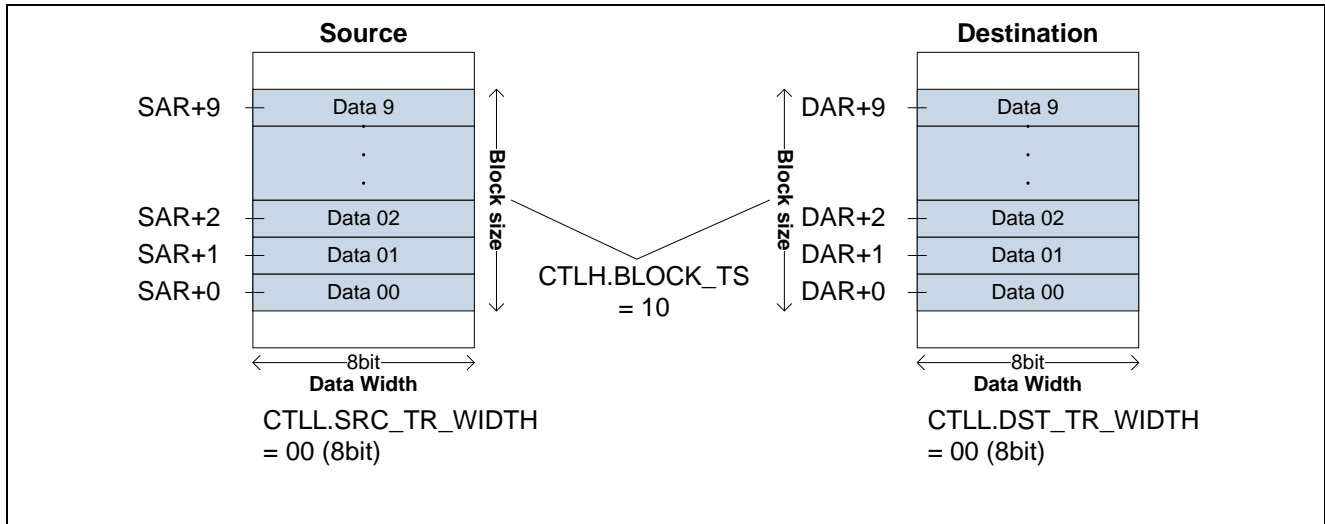 Source
SAR+9
Data 9
.
.
.
SAR+2
Data 02
SAR+1
Data 01
SAR+0
Data 00
Block size
8bit
Data Width
CTLL.SRC_TR_WIDTH
= 00 (8bit)
CTLH.BLOCK_TS
= 10
Destination
DAR+9
Data 9
.
.
.
DAR+2
Data 02
DAR+1
Data 01
DAR+0
Data 00
Block size
8bit
Data Width
CTLL.DST_TR_WIDTH
= 00 (8bit)